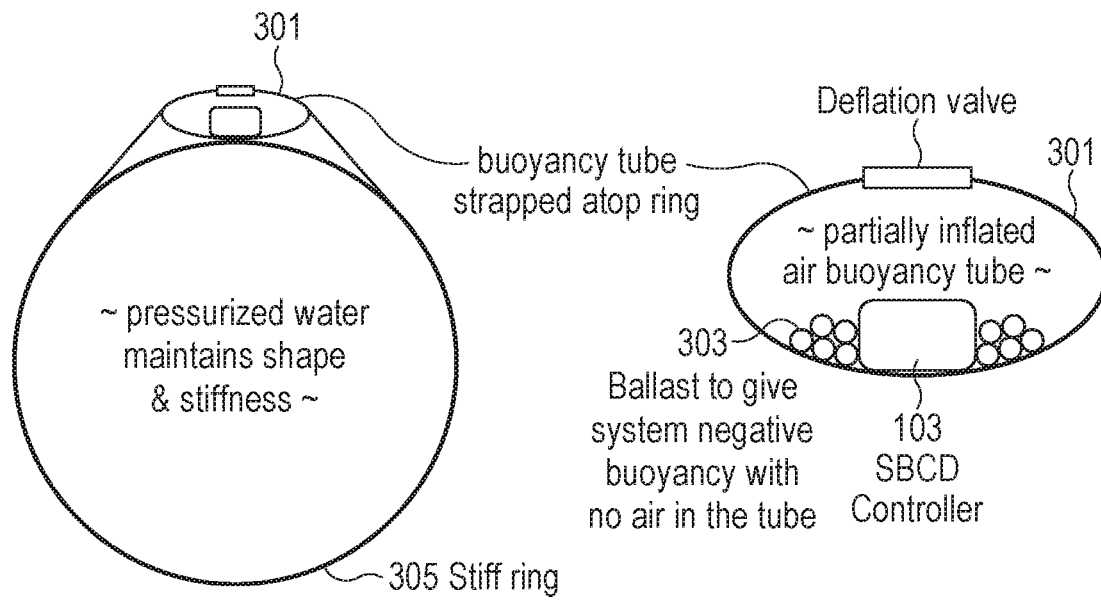 301
buoyancy tube
strapped atop ring
~ pressurized water
maintains shape
& stiffness ~
305 Stiff ring
Deflation valve
301
~ partially inflated
air buoyancy tube ~
303
Ballast to give
system negative
buoyancy with
no air in the tube
103
SBCD
Controller